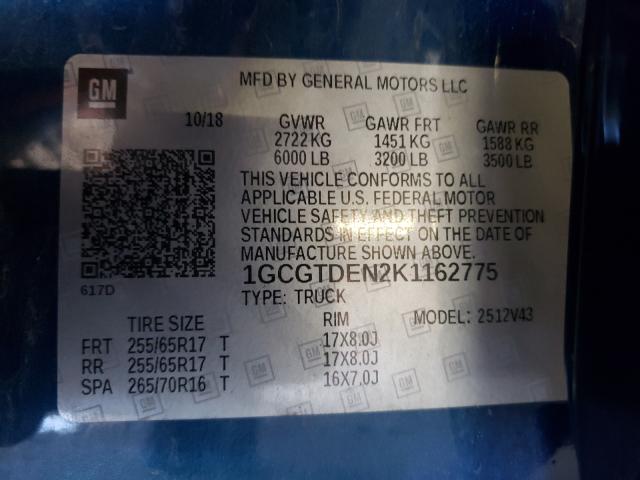 GM
MFD BY GENERAL MOTORS LLC
10/18 GVWR GAWR FRT GAWR RR
2722 KG 1451 KG 1588 KG
6000 LB 3200 LB 3500 LB
THIS VEHICLE CONFORMS TO ALL
APPLICABLE U.S. FEDERAL MOTOR
VEHICLE SAFETY AND THEFT PREVENTION
STANDARDS IN EFFECT ON THE DATE OF
MANUFACTURE SHOWN ABOVE.
1GCGTDEN2K1162775
617D
TYPE: TRUCK MODEL: 2512V43
TIRE SIZE RIM
FRT 255/65R17 T 17X8.0J
RR 255/65R17 T 17X8.0J
SPA 265/70R16 T 16X7.0J